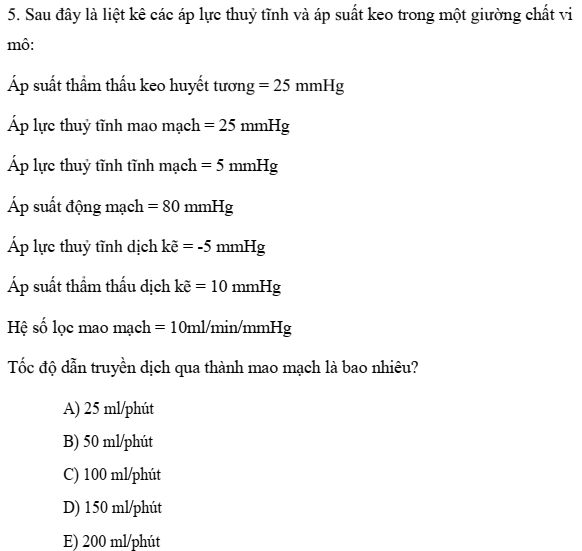 5. Sau đây là liệt kê các áp lực thuỷ tĩnh và áp suất keo trong một giường chất vi
mô:
Áp suất thẩm thấu keo huyết tương = 25 mmHg
Áp lực thuỷ tĩnh mao mạch = 25 mmHg
Áp lực thuỷ tĩnh tĩnh mạch = 5 mmHg
Áp suất động mạch = 80 mmHg
Áp lực thuỷ tĩnh dịch kẽ = -5 mmHg
Áp suất thẩm thấu dịch kẽ = 10 mmHg
Hệ số lọc mao mạch = 10ml/min/mmHg
Tốc độ dẫn truyền dịch qua thành mao mạch là bao nhiêu?
A) 25 ml/phút
B) 50 ml/phút
C) 100 ml/phút
D) 150 ml/phút
E) 200 ml/phút